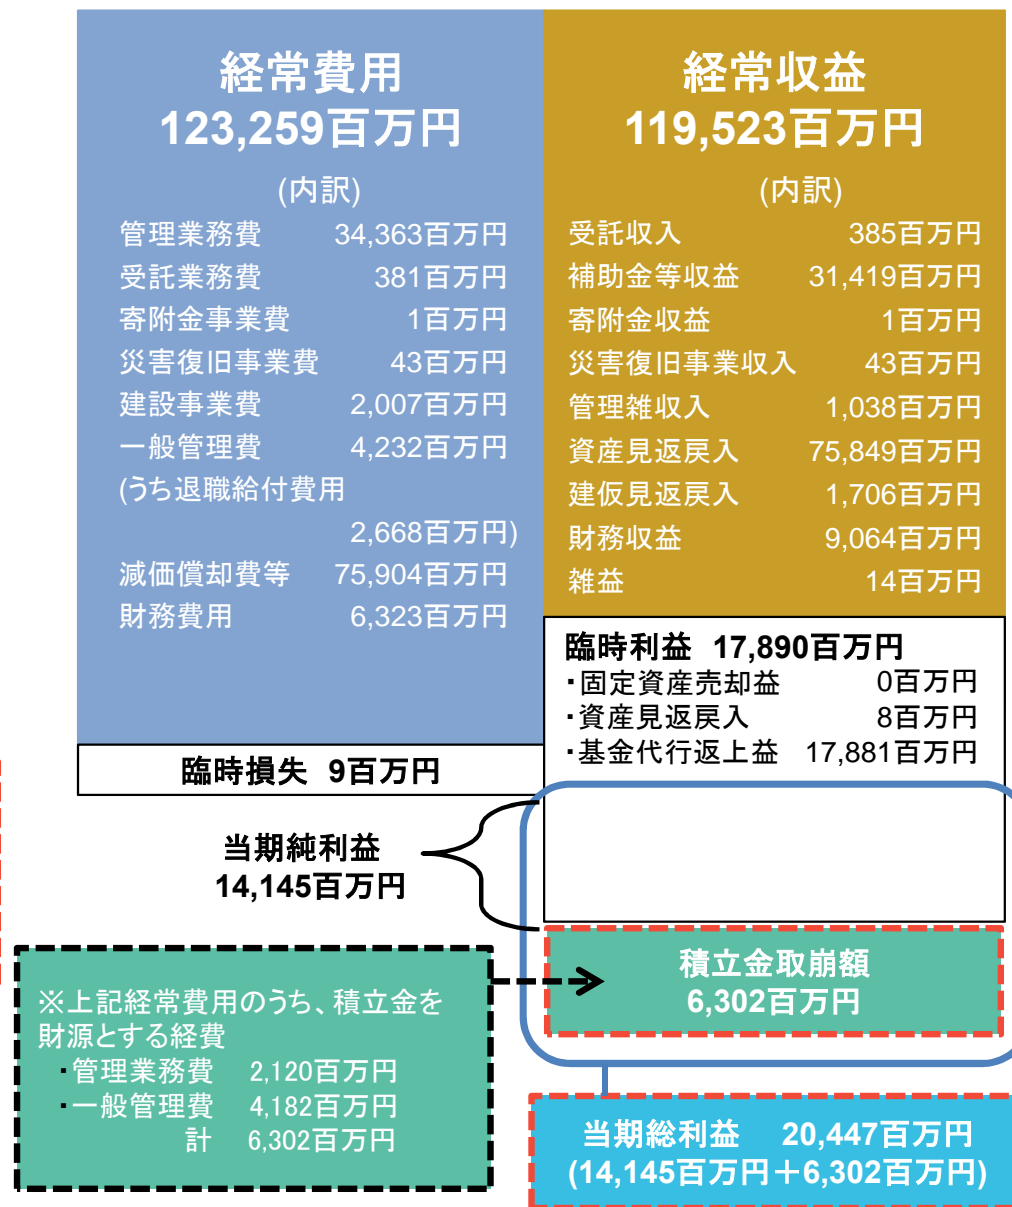 経常費用
123,259百万円
(内訳)
管理業務費 34,363百万円
受託業務費 381百万円
寄附金事業費 1百万円
災害復旧事業費 43百万円
建設事業費 2,007百万円
一般管理費 4,232百万円
(うち退職給付費用
2,668百万円)
減価償却費等 75,904百万円
財務費用 6,323百万円
臨時損失 9百万円
経常収益
119,523百万円
(内訳)
受託収入 385百万円
補助金等収益 31,419百万円
寄附金収益 1百万円
災害復旧事業収入 43百万円
管理雑収入 1,038百万円
資産見返戻入 75,849百万円
建仮見返戻入 1,706百万円
財務収益 9,064百万円
雑益 14百万円
臨時利益 17,890百万円
・固定資産売却益 0百万円
・資産見返戻入 8百万円
・基金代行返上益 17,881百万円
当期純利益
14,145百万円
積立金取崩額
6,302百万円
※上記経常費用のうち、積立金を
財源とする経費
・管理業務費 2,120百万円
・一般管理費 4,182百万円
計 6,302百万円
当期総利益 20,447百万円
(14,145百万円＋6,302百万円)